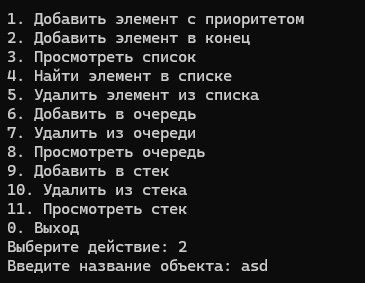 1. Добавить элемент с приоритетом
2. Добавить элемент в конец
3. Просмотреть список
4. Найти элемент в списке
5. Удалить элемент из списка
6. Добавить в очередь
7. Удалить из очереди
8. Просмотреть очередь
9. Добавить в стек
10. Удалить из стека
11. Просмотреть стек
0. Выход
Выберите действие: 2
Введите название объекта: asd